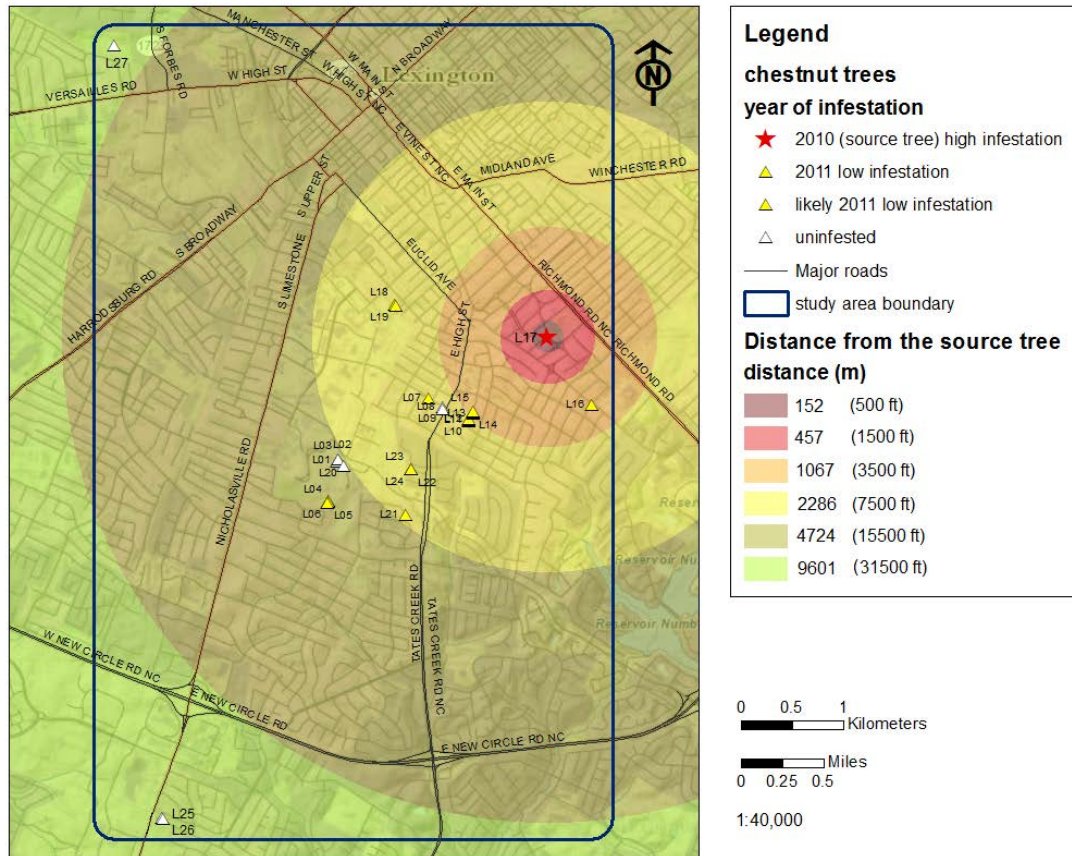 L27
1722
S FORBES RD
MANCHESTER ST
W MAIN ST
N BROADWAY
Lexington
VERSAILLES RD
W HIGH ST
W HIGH ST NC
N
E VINE ST NC
E MAIN ST
MIDLAND AVE
WINCHESTER RD
S UPPER ST
S BROADWAY
HARRODSBURG RD
S LIMESTONE
EUCLID AVE
RICHMOND RD NC
RICHMOND RD
L18
L19
E HIGH ST
L17
L07
L08
L09
L15
L13
L10
L14
L16
L03
L02
L01
L20
L23
L24
L22
L04
L06
L05
L21
NICHOLASVILLE RD
TATES CREEK RD
TATES CREEK RD NC
W NEW CIRCLE RD NC
E NEW CIRCLE RD
E NEW CIRCLE RD NC
L25
L26
Legend
chestnut trees
year of infestation
2010 (source tree) high infestation
2011 low infestation
likely 2011 low infestation
uninfested
Major roads
study area boundary
Distance from the source tree
distance (m)
152 (500 ft)
457 (1500 ft)
1067 (3500 ft)
2286 (7500 ft)
4724 (15500 ft)
9601 (31500 ft)
0 0.5 1
Kilometers
Miles
0 0.25 0.5
1:40,000